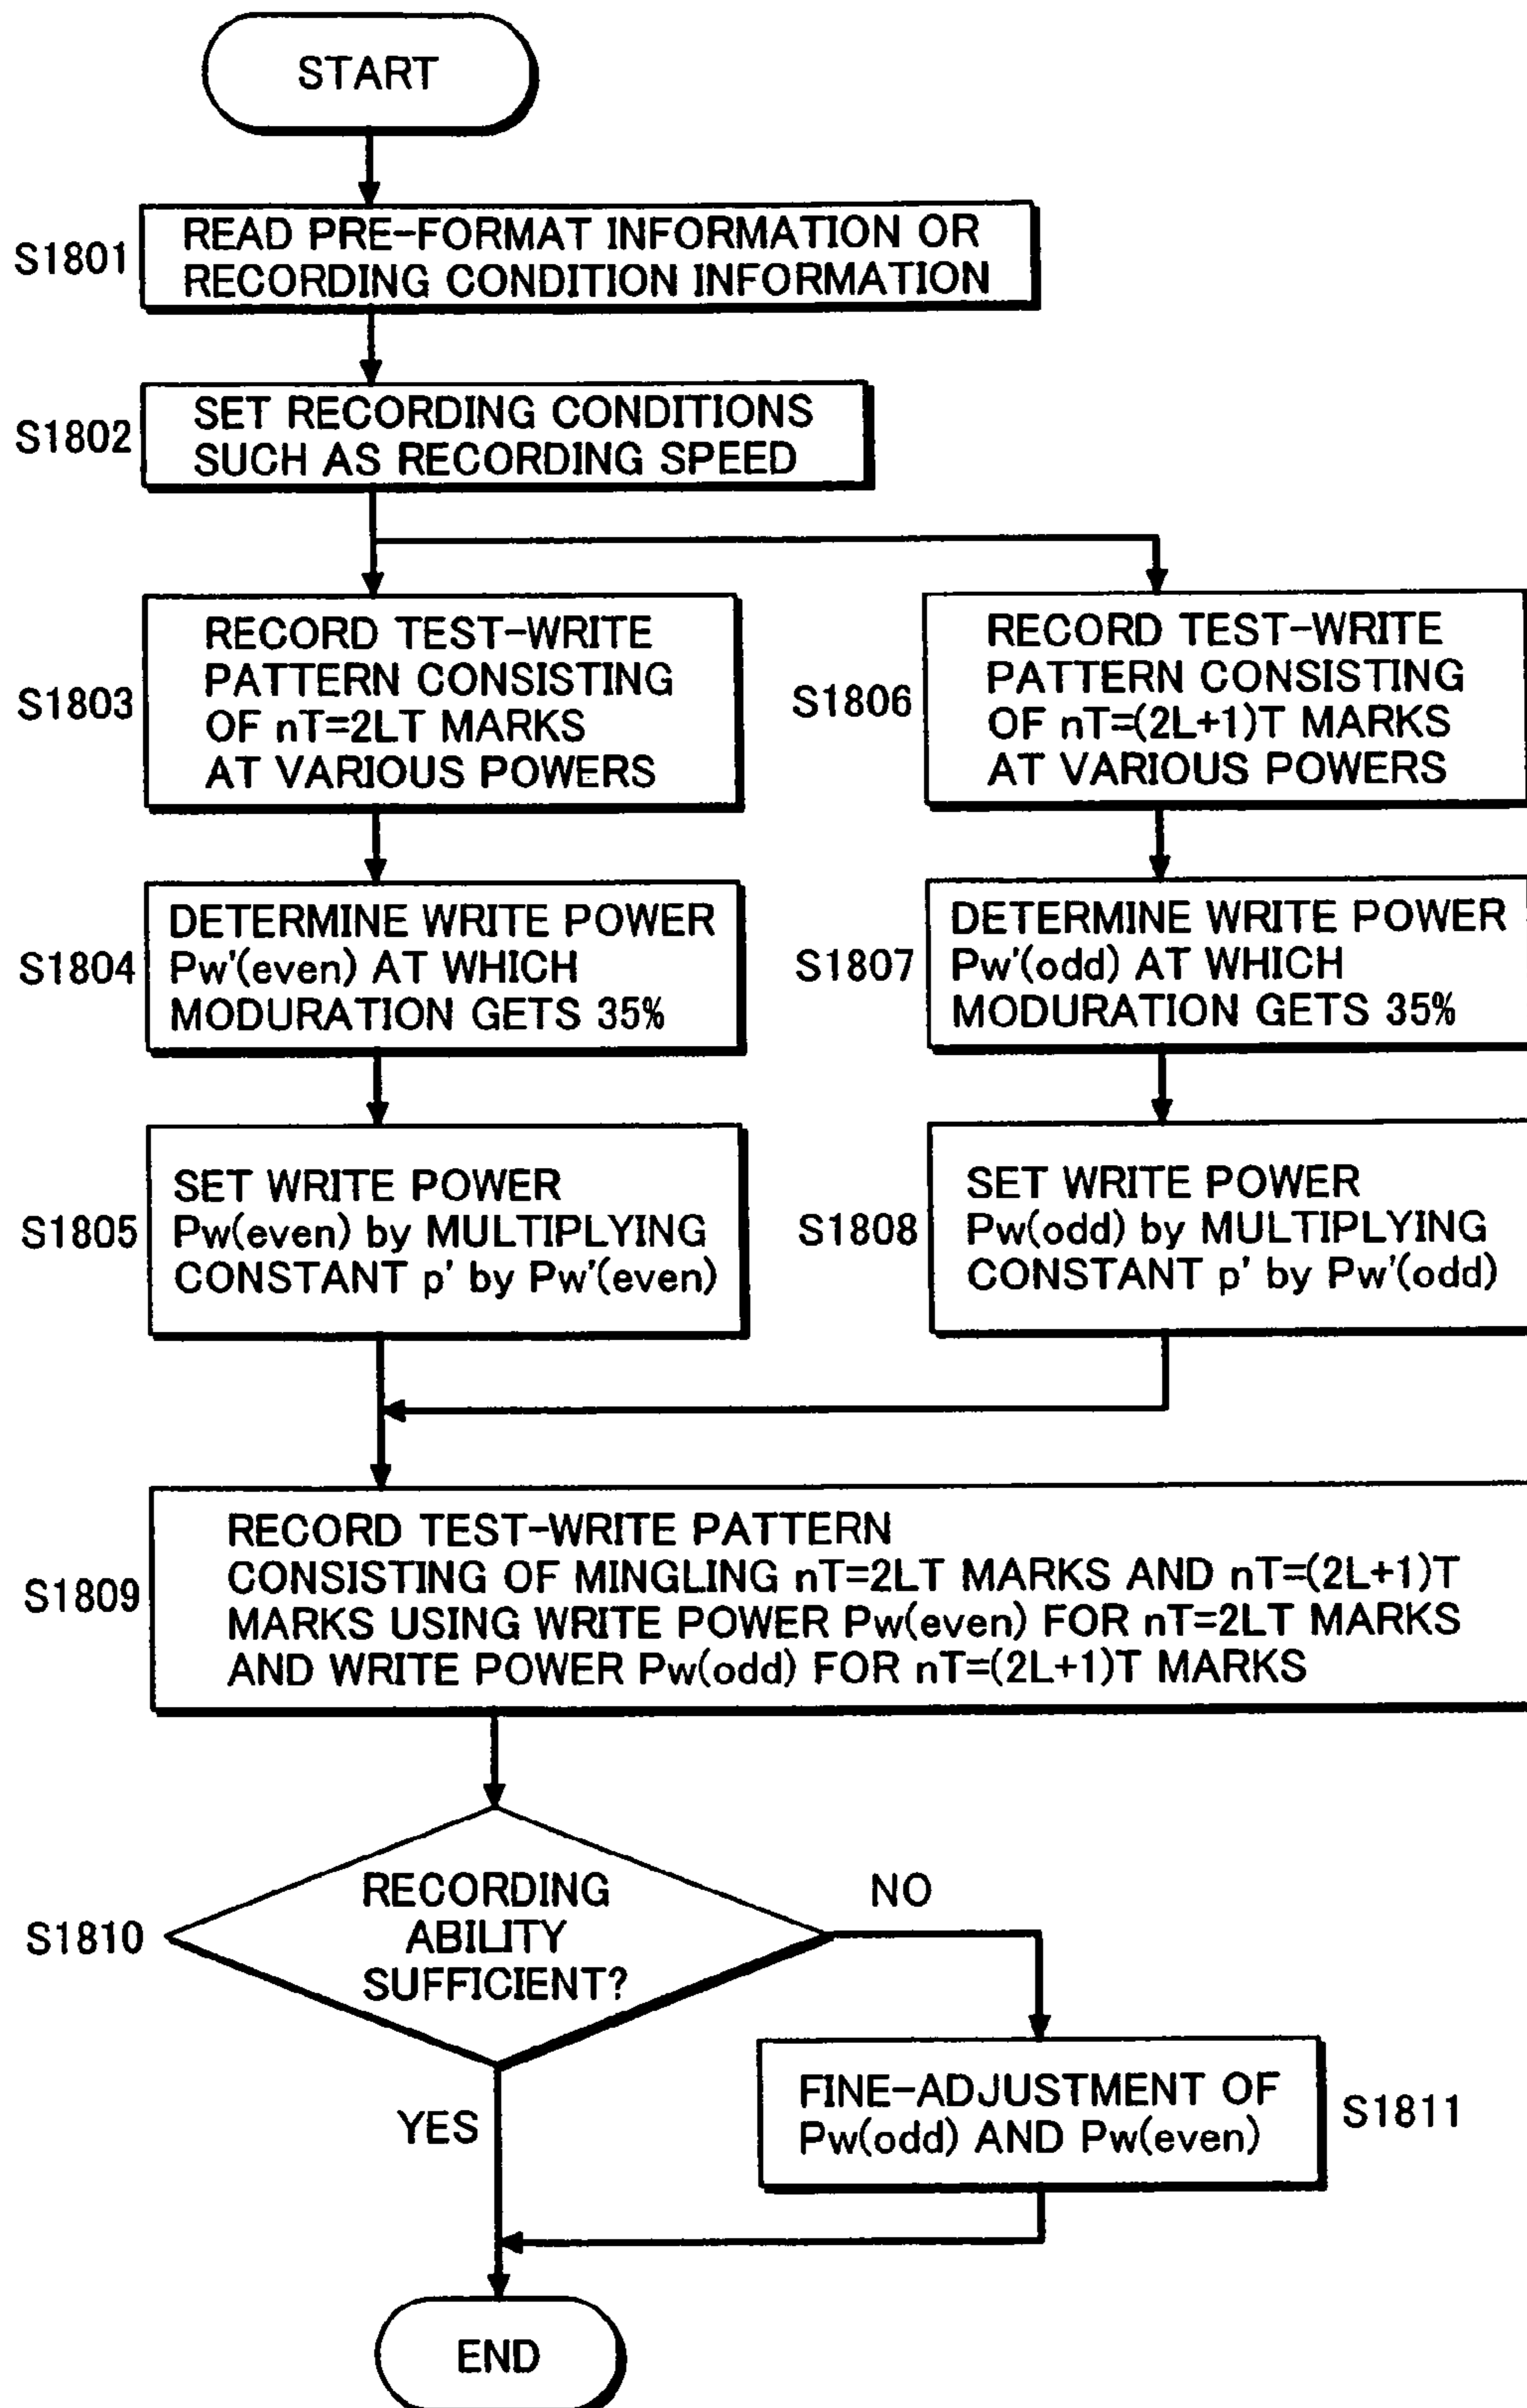 START
S1801
READ PRE-FORMAT INFORMATION OR
RECORDING CONDITION INFORMATION
S1802
SET RECORDING CONDITIONS
SUCH AS RECORDING SPEED
S1803
RECORD TEST-WRITE
PATTERN CONSISTING
OF nT=2LT MARKS
AT VARIOUS POWERS
S1806
RECORD TEST-WRITE
PATTERN CONSISTING
OF nT=(2L+1)T MARKS
AT VARIOUS POWERS
S1804
DETERMINE WRITE POWER
Pw'(even) AT WHICH
MODURATION GETS 35%
S1807
DETERMINE WRITE POWER
Pw'(odd) AT WHICH
MODURATION GETS 35%
S1805
SET WRITE POWER
Pw(even) by MULTIPLYING
CONSTANT p' by Pw'(even)
S1808
SET WRITE POWER
Pw(odd) by MULTIPLYING
CONSTANT p' by Pw'(odd)
S1809
RECORD TEST-WRITE PATTERN
CONSISTING OF MINGLING nT=2LT MARKS AND nT=(2L+1)T
MARKS USING WRITE POWER Pw(even) FOR nT=2LT MARKS
AND WRITE POWER Pw(odd) FOR nT=(2L+1)T MARKS
S1810
RECORDING
ABILITY
SUFFICIENT?
NO
YES
FINE-ADJUSTMENT OF
Pw(odd) AND Pw(even)
S1811
END